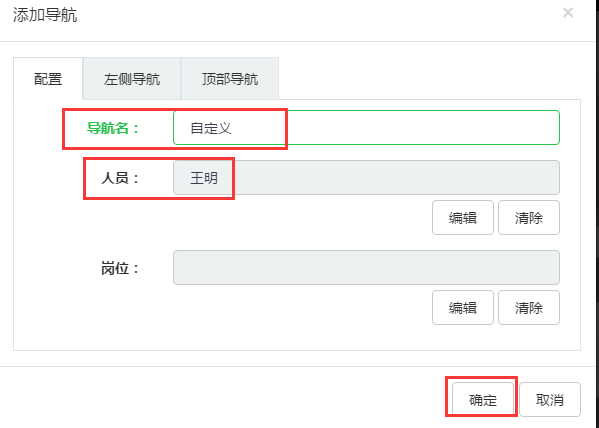 添加导航 ×
配置 左侧导航 顶部导航
导航名： 自定义
人员： 王明
编辑 清除
岗位：
编辑 清除
确定 取消